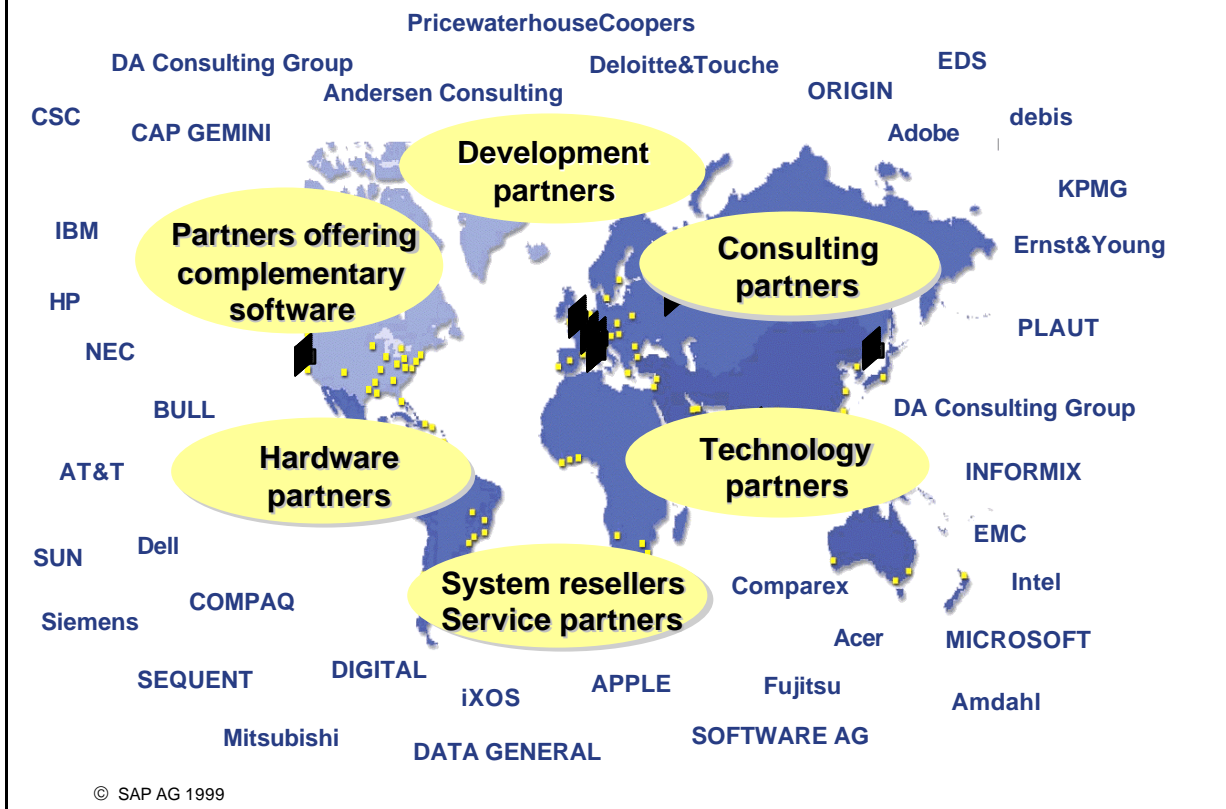 PricewaterhouseCoopers
DA Consulting Group
Deloitte&Touche
EDS
Andersen Consulting
ORIGIN
CSC
CAP GEMINI
Adobe
debis
Development
partners
KPMG
IBM
Partners offering
complementary
software
Consulting
partners
Ernst&Young
HP
PLAUT
NEC
BULL
DA Consulting Group
Hardware
partners
Technology
partners
AT&T
INFORMIX
EMC
SUN
Dell
System resellers
Service partners
Comparex
Intel
COMPAQ
Siemens
Acer
MICROSOFT
SEQUENT
DIGITAL
iXOS
APPLE
Fujitsu
Amdahl
Mitsubishi
DATA GENERAL
SOFTWARE AG
© SAP AG 1999